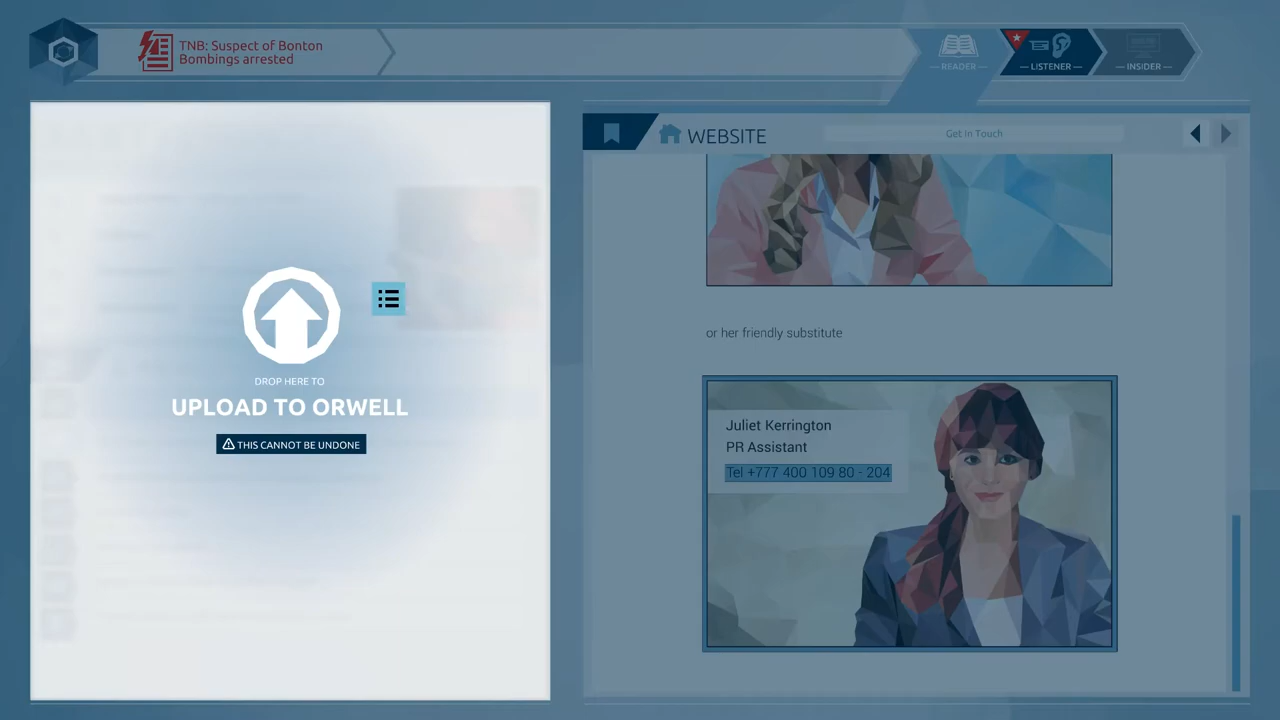 TNB: Suspect of Bonton
Bombings arrested
— READER —
— LISTENER —
— INSIDER —
WEBSITE
Get In Touch
or her friendly substitute
Juliet Kerrington
PR Assistant
Tel +777 400 109 80 - 204
DROP HERE TO
UPLOAD TO ORWELL
THIS CANNOT BE UNDONE